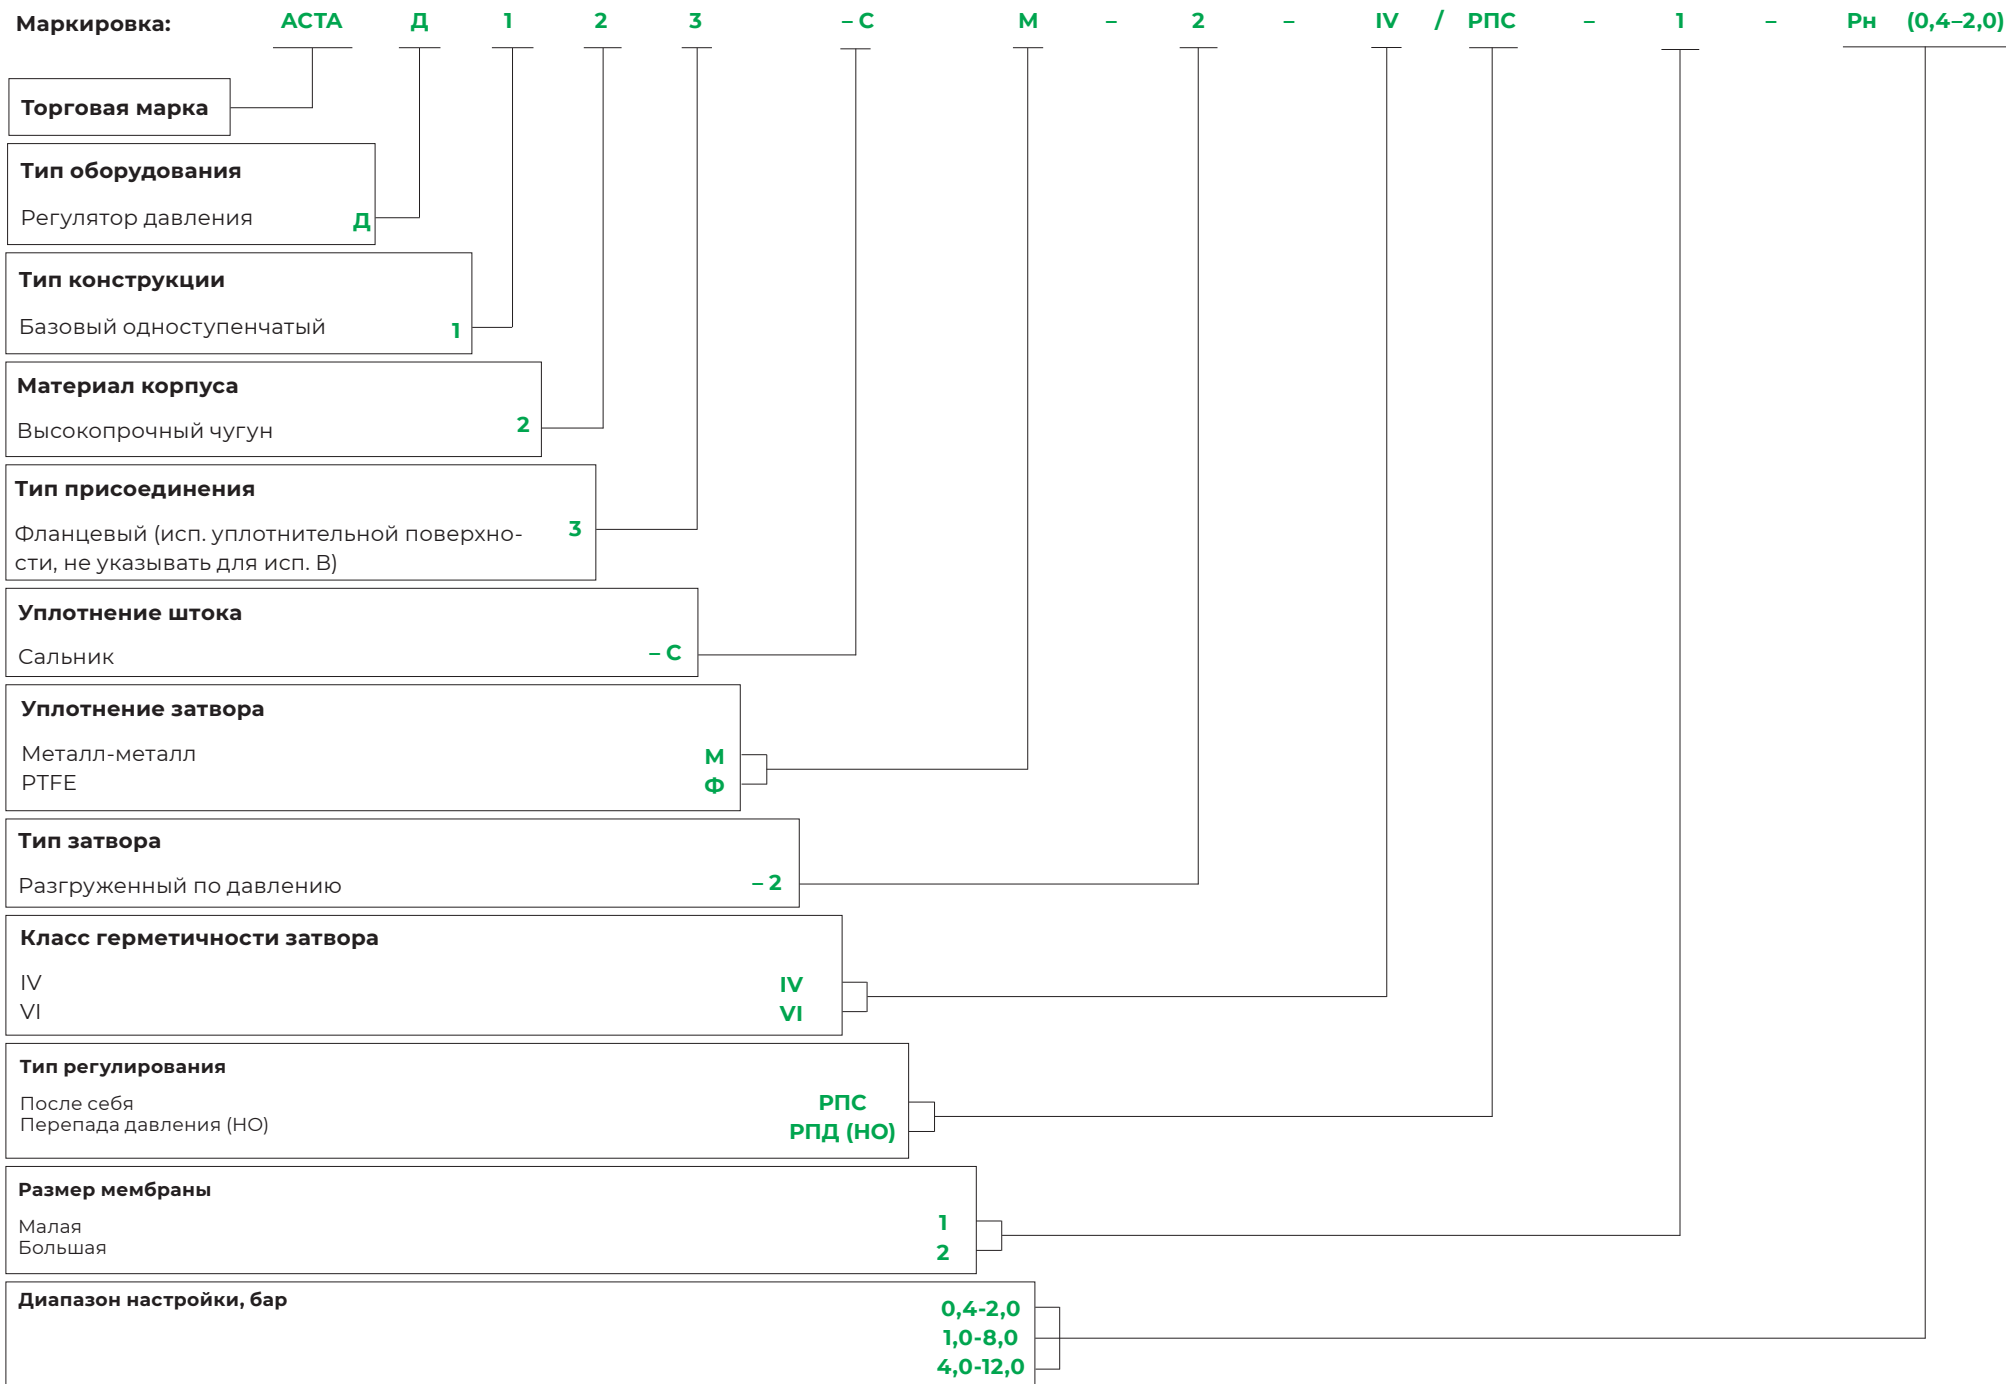 Маркировка: АСТА Д 1 2 3 – С М – 2 – IV / РПС – 1 – Рн (0,4–2,0)
Торговая марка
Тип оборудования
Регулятор давления Д
Тип конструкции
Базовый одноступенчатый 1
Материал корпуса
Высокопрочный чугун 2
Тип присоединения
Фланцевый (исп. уплотнительной поверхно- 3
сти, не указывать для исп. В)
Уплотнение штока
Сальник – С
Уплотнение затвора
Металл-металл М
PTFE Ф
Тип затвора
Разгруженный по давлению – 2
Класс герметичности затвора
IV IV
VI VI
Тип регулирования
После себя РПС
Перепада давления (НО) РПД (НО)
Размер мембраны
Малая 1
Большая 2
Диапазон настройки, бар 0,4-2,0
1,0-8,0
4,0-12,0